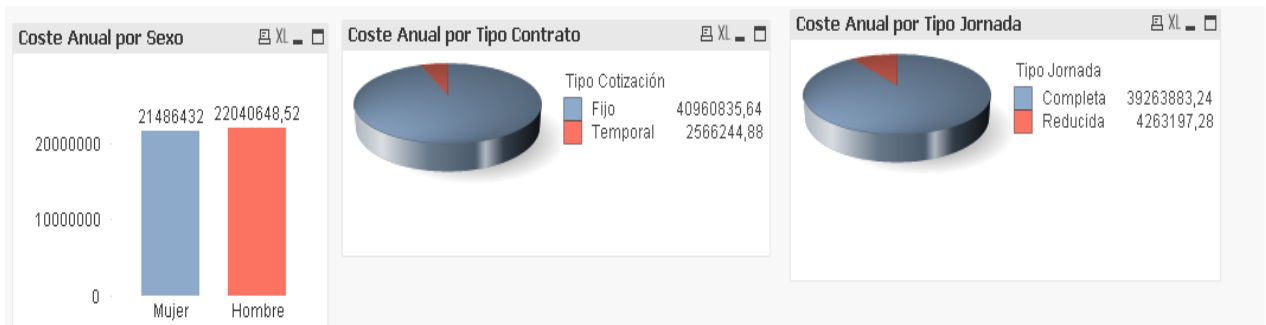 Coste Anual por Sexo XL
21486432 22040648,52
20000000
10000000
0
Mujer Hombre
Coste Anual por Tipo Contrato XL
Tipo Cotización
Fijo 40960835,64
Temporal 2566244,88
Coste Anual por Tipo Jornada XL
Tipo Jornada
Completa 39263883,24
Reducida 4263197,28